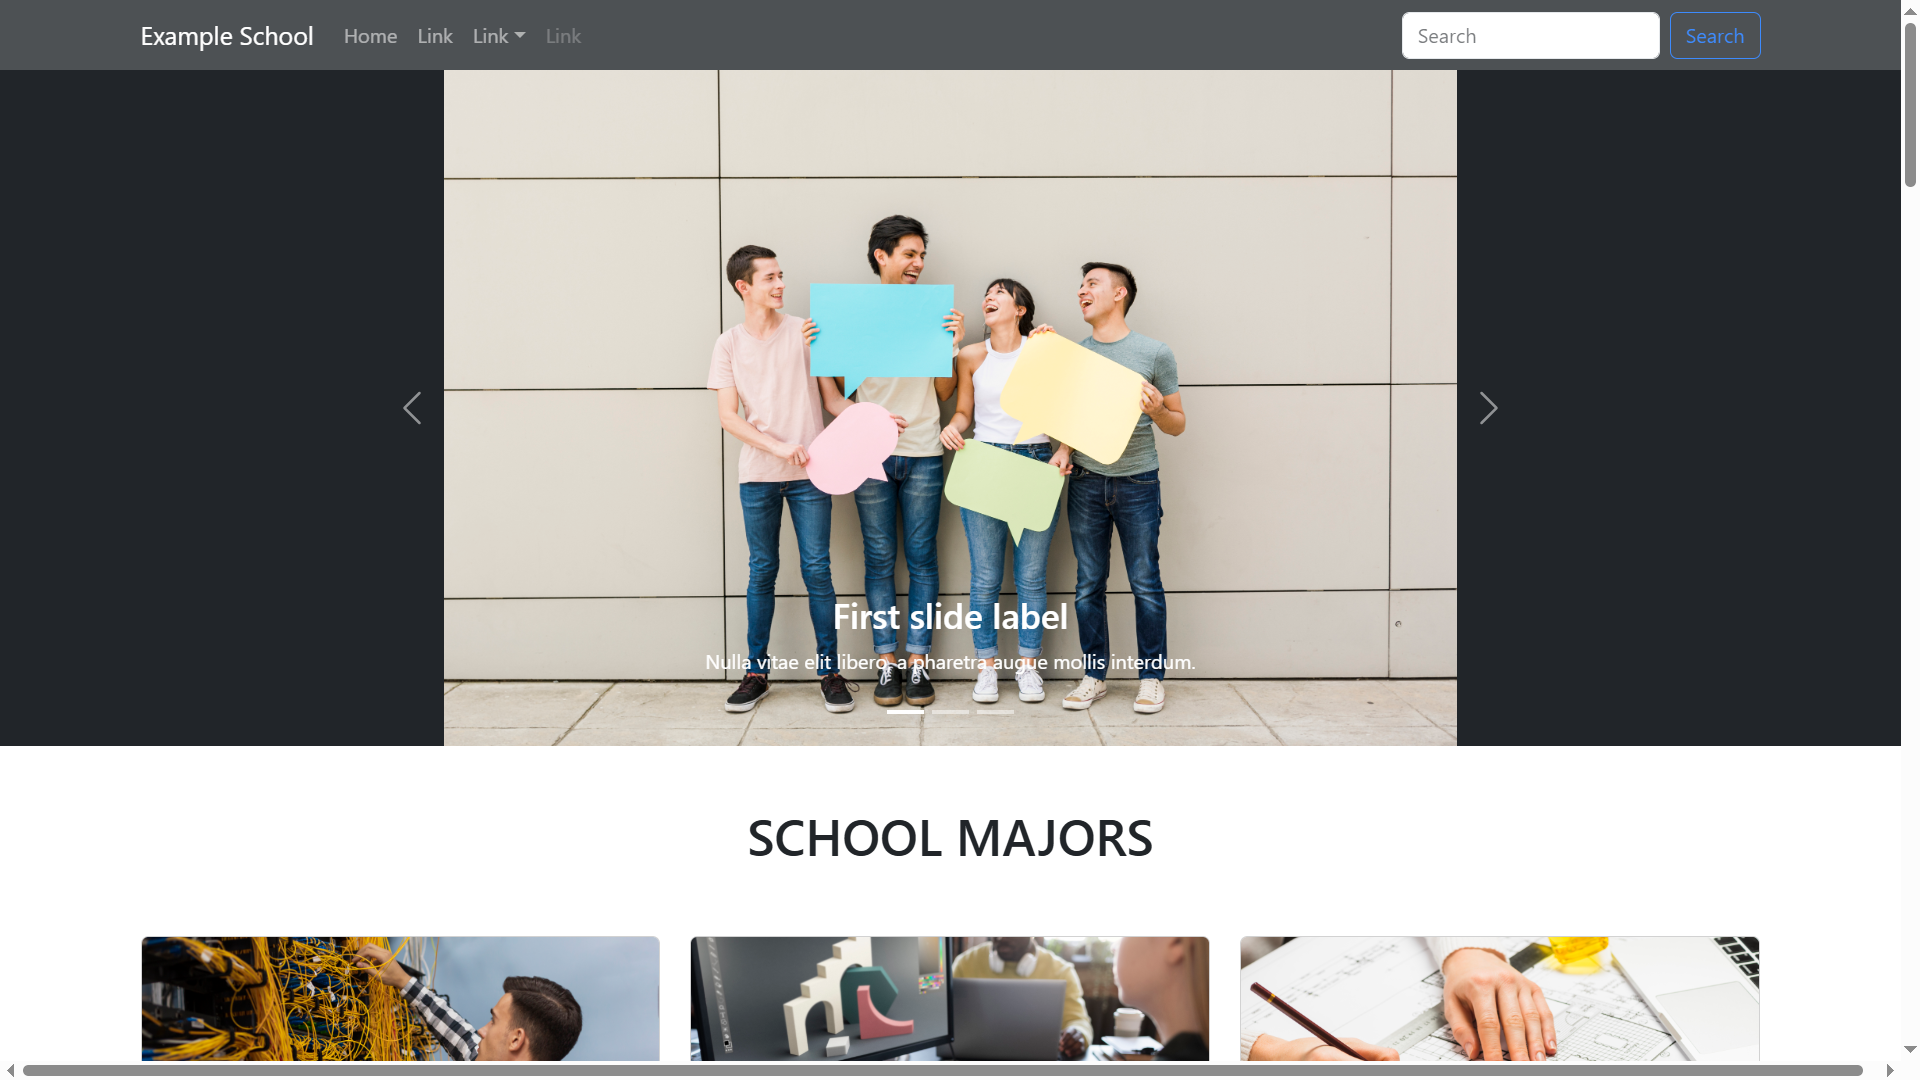 Example School Home Link Link Link Search Search
First slide label
Nulla vitae elit libero, a pharetra augue mollis interdum.
SCHOOL MAJORS